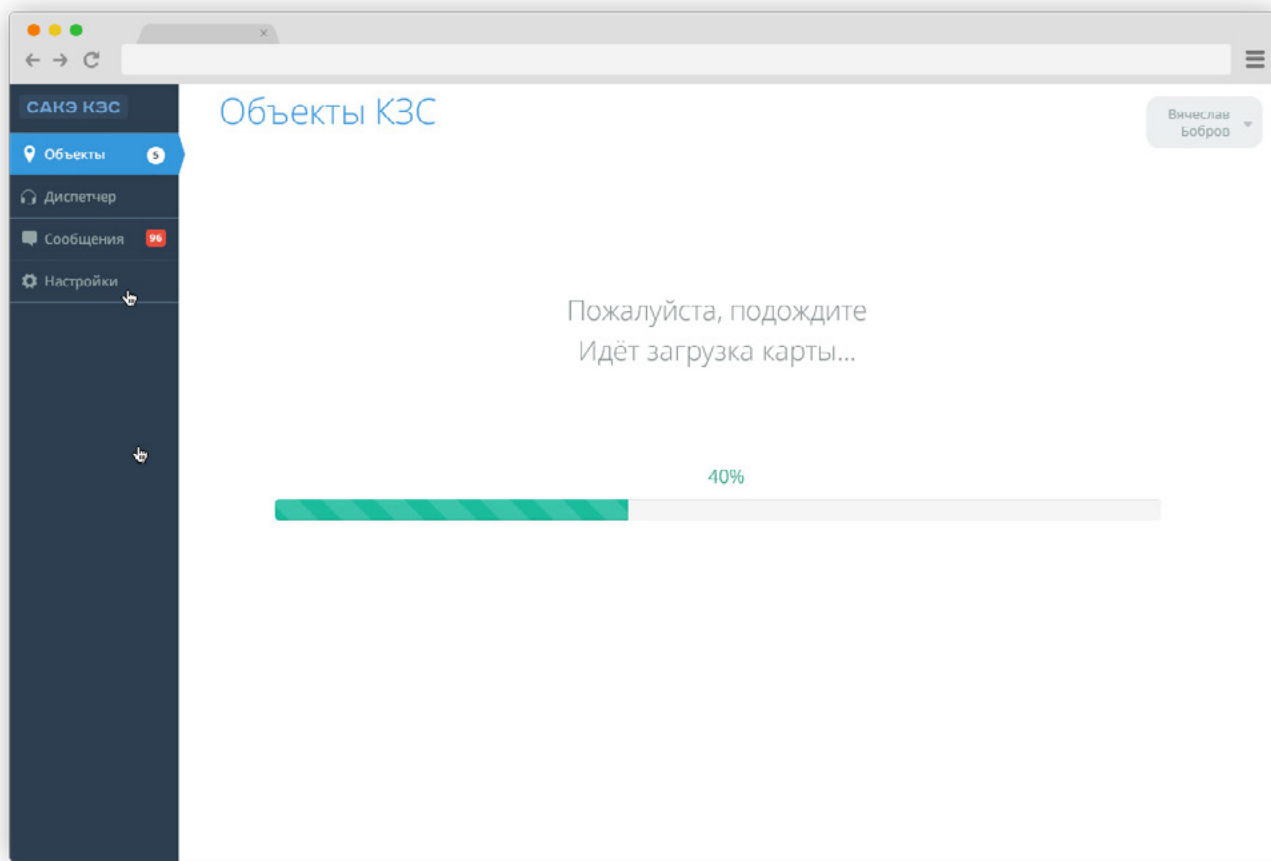 САКЭ КЗС
Объекты 5
Диспетчер
Сообщения 96
Настройки
Объекты КЗС
Вячеслав
Бобров
Пожалуйста, подождите
Идёт загрузка карты...
40%